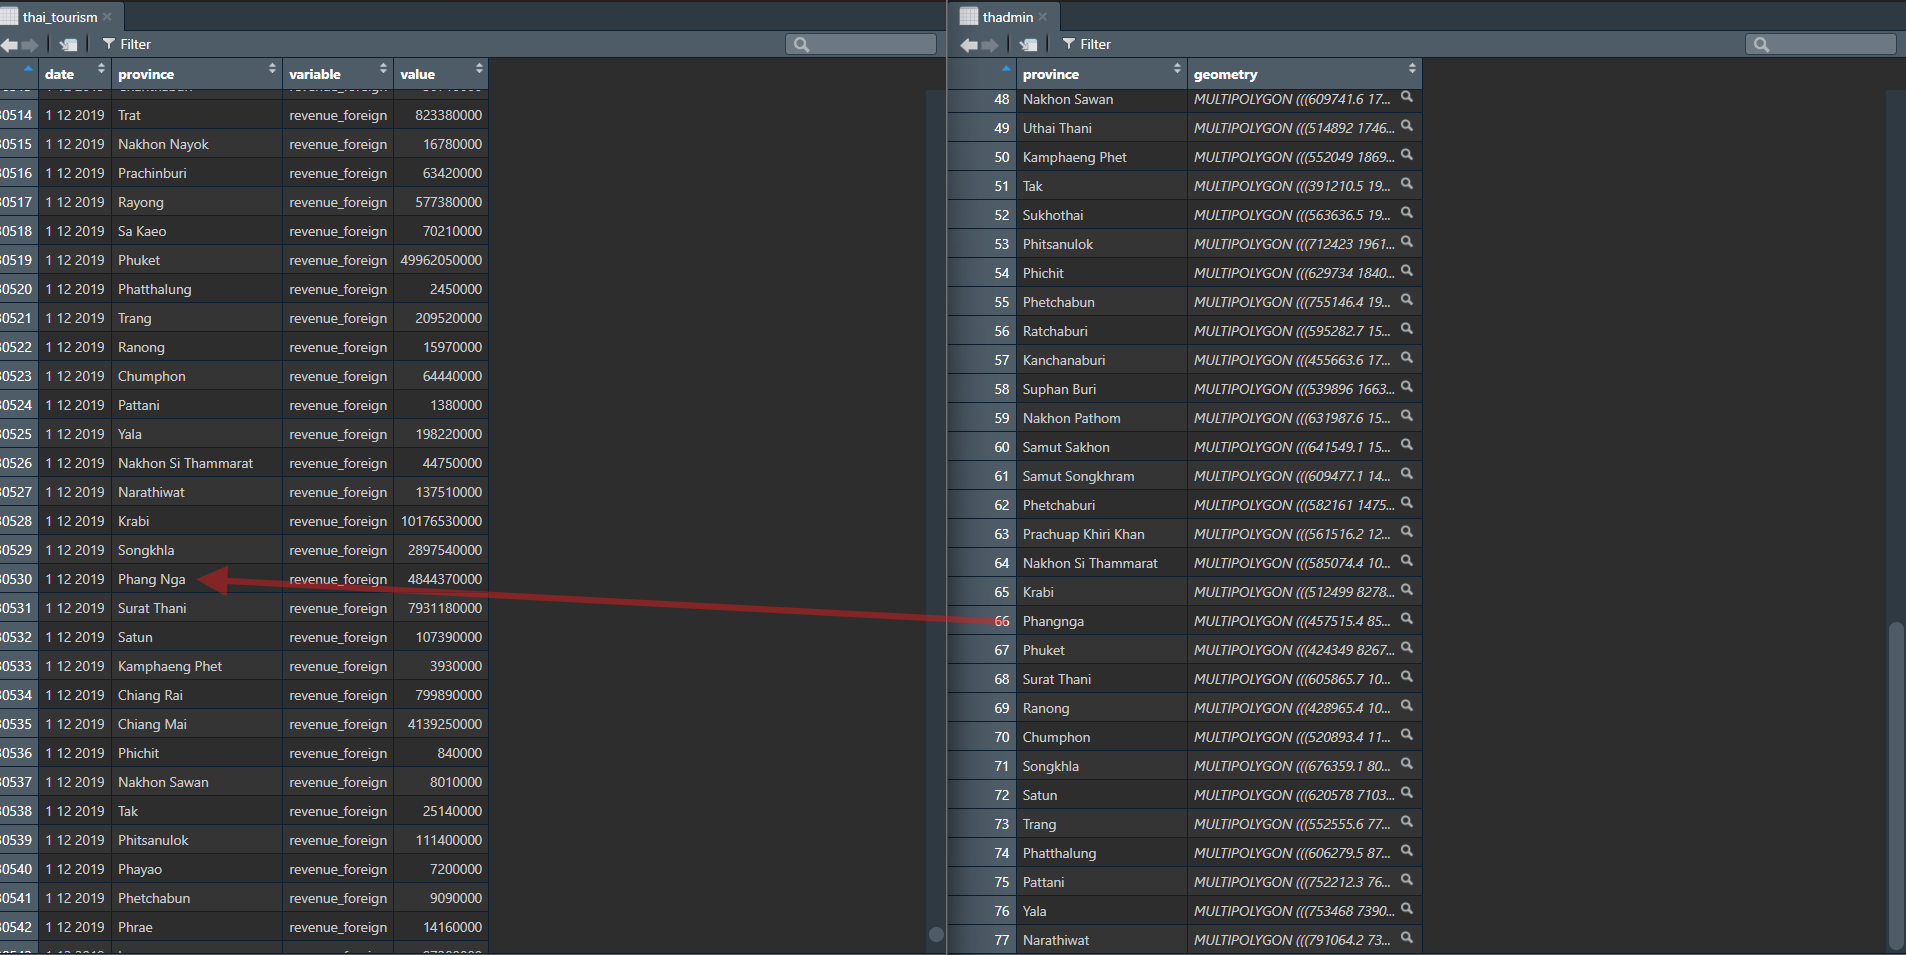 thai_tourism
Filter
date province variable value
0514 1 12 2019 Trat revenue_foreign 823380000
0515 1 12 2019 Nakhon Nayok revenue_foreign 16780000
0516 1 12 2019 Prachinburi revenue_foreign 63420000
0517 1 12 2019 Rayong revenue_foreign 577380000
0518 1 12 2019 Sa Kaeo revenue_foreign 70210000
0519 1 12 2019 Phuket revenue_foreign 49962050000
0520 1 12 2019 Phatthalung revenue_foreign 2450000
0521 1 12 2019 Trang revenue_foreign 209520000
0522 1 12 2019 Ranong revenue_foreign 15970000
0523 1 12 2019 Chumphon revenue_foreign 64440000
0524 1 12 2019 Pattani revenue_foreign 1380000
0525 1 12 2019 Yala revenue_foreign 198220000
0526 1 12 2019 Nakhon Si Thammarat revenue_foreign 44750000
0527 1 12 2019 Narathiwat revenue_foreign 137510000
0528 1 12 2019 Krabi revenue_foreign 10176530000
0529 1 12 2019 Songkhla revenue_foreign 2897540000
0530 1 12 2019 Phang Nga revenue_foreign 4844370000
0531 1 12 2019 Surat Thani revenue_foreign 7931180000
0532 1 12 2019 Satun revenue_foreign 107390000
0533 1 12 2019 Kamphaeng Phet revenue_foreign 3930000
0534 1 12 2019 Chiang Rai revenue_foreign 799890000
0535 1 12 2019 Chiang Mai revenue_foreign 4139250000
0536 1 12 2019 Phichit revenue_foreign 840000
0537 1 12 2019 Nakhon Sawan revenue_foreign 8010000
0538 1 12 2019 Tak revenue_foreign 25140000
0539 1 12 2019 Phitsanulok revenue_foreign 111400000
0540 1 12 2019 Phayao revenue_foreign 7200000
0541 1 12 2019 Phetchabun revenue_foreign 9090000
0542 1 12 2019 Phrae revenue_foreign 14160000
thadmin
Filter
province geometry
48 Nakhon Sawan MULTIPOLYGON (((609741.6 17...
49 Uthai Thani MULTIPOLYGON (((514892 1746...
50 Kamphaeng Phet MULTIPOLYGON (((552049 1869...
51 Tak MULTIPOLYGON (((391210.5 19...
52 Sukhothai MULTIPOLYGON (((563636.5 19...
53 Phitsanulok MULTIPOLYGON (((712423 1961...
54 Phichit MULTIPOLYGON (((629734 1840...
55 Phetchabun MULTIPOLYGON (((755146.4 19...
56 Ratchaburi MULTIPOLYGON (((595282.7 15...
57 Kanchanaburi MULTIPOLYGON (((455663.6 17...
58 Suphan Buri MULTIPOLYGON (((539896 1663...
59 Nakhon Pathom MULTIPOLYGON (((631987.6 15...
60 Samut Sakhon MULTIPOLYGON (((641549.1 15...
61 Samut Songkhram MULTIPOLYGON (((609477.1 14...
62 Phetchaburi MULTIPOLYGON (((582161 1475...
63 Prachuap Khiri Khan MULTIPOLYGON (((561516.2 12...
64 Nakhon Si Thammarat MULTIPOLYGON (((585074.4 10...
65 Krabi MULTIPOLYGON (((512499 8278...
66 Phangnga MULTIPOLYGON (((457515.4 85...
67 Phuket MULTIPOLYGON (((424349 8267...
68 Surat Thani MULTIPOLYGON (((605865.7 10...
69 Ranong MULTIPOLYGON (((428965.4 10...
70 Chumphon MULTIPOLYGON (((520893.4 11...
71 Songkhla MULTIPOLYGON (((676359.1 80...
72 Satun MULTIPOLYGON (((620578 7103...
73 Trang MULTIPOLYGON (((552555.6 77...
74 Phatthalung MULTIPOLYGON (((606279.5 87...
75 Pattani MULTIPOLYGON (((752212.3 76...
76 Yala MULTIPOLYGON (((753468 7390...
77 Narathiwat MULTIPOLYGON (((791064.2 73...